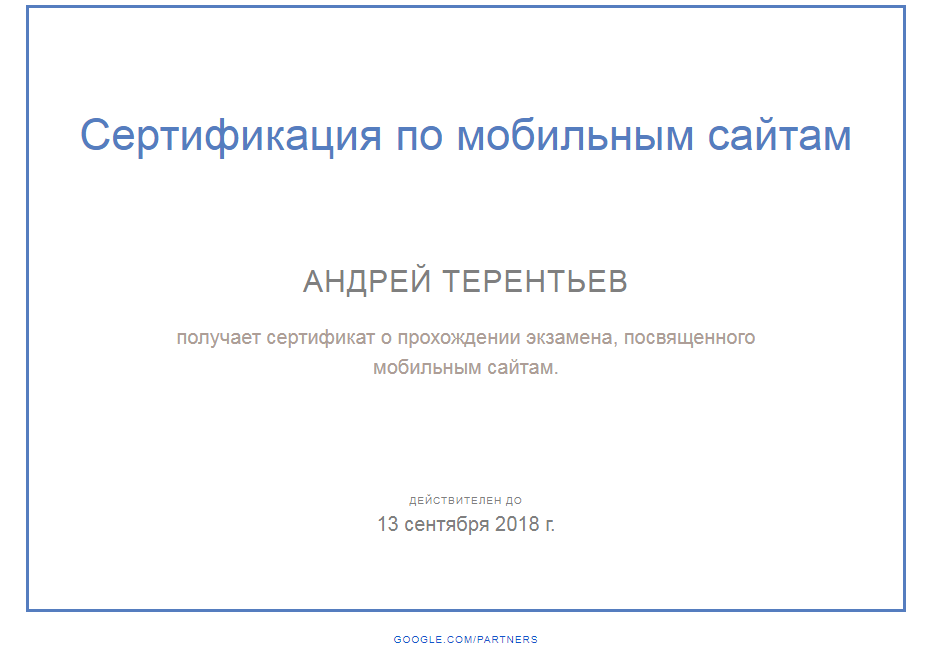 Сертификация по мобильным сайтам
АНДРЕЙ ТЕРЕНТЬЕВ
получает сертификат о прохождении экзамена, посвященного
мобильным сайтам.
ДЕЙСТВИТЕЛЕН ДО
13 сентября 2018 г.
GOOGLE.COM/PARTNERS